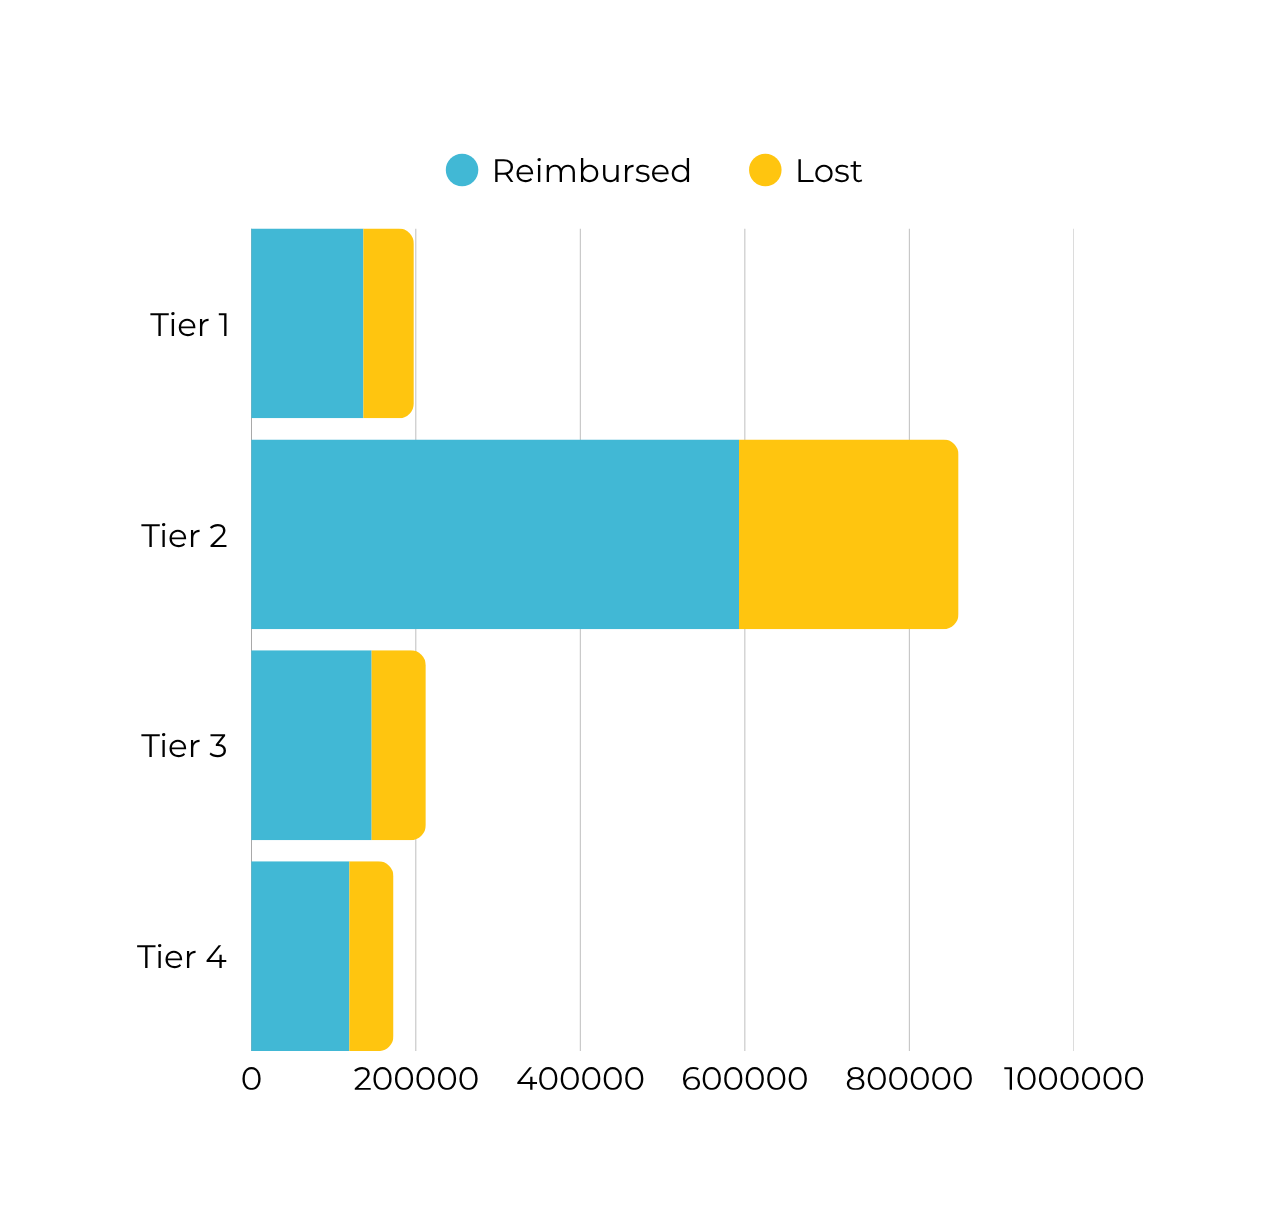 Reimbursed Lost
Tier 1
Tier 2
Tier 3
Tier 4
0 200000 400000 600000 800000 1000000